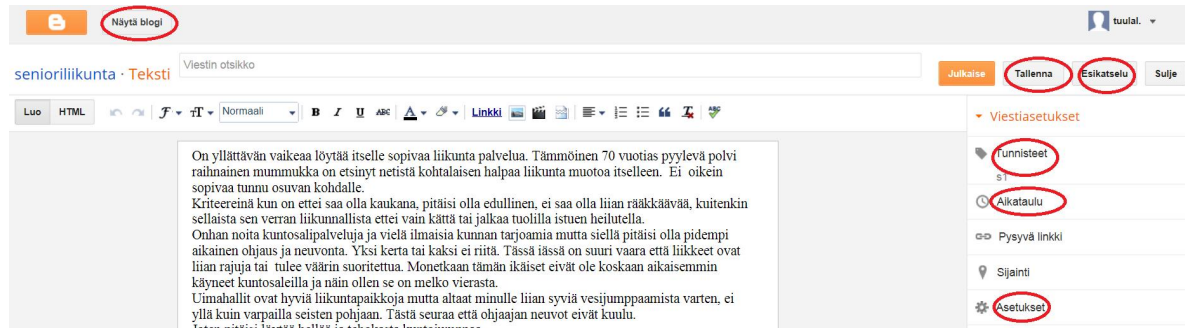 Näytä blogi
tuulal.
senioriliikunta · Teksti
Viestin otsikko
Julkaise
Tallenna
Esikatselu
Sulje
Luo HTML
Normaali
B I U ABC A Linkki
Viestiasetukset
On yllättävän vaikeaa löytää itselle sopivaa liikunta palvelua. Tämmöinen 70 vuotias pyylevä polvi
raihnainen mummukka on etsinyt netistä kohtalaisen halpaa liikunta muotoa itselleen. Ei oikein
sopivaa tunnu osuvan kohdalle.
Kriteereinä kun on ettei saa olla kaukana, pitäisi olla edullinen, ei saa olla liian rääkkäävää, kuitenkin
sellaista sen verran liikunnallista ettei vain kättä tai jalkaa tuolilla istuen heilutella.
Onhan noita kuntosalipalveluja ja vielä ilmaisia kunnan tarjoamia mutta siellä pitäisi olla pidempi
aikainen ohjaus ja neuvonta. Yksi kerta tai kaksi ei riitä. Tässä iässä on suuri vaara että liikkeet ovat
liian rajuja tai tulee väärin suoritettua. Monetkaan tämän ikäiset eivät ole koskaan aikaisemmin
käyneet kuntosaleilla ja näin ollen se on melko vierasta.
Uimahallit ovat hyviä liikuntapaikkoja mutta altaat minulle liian syviä vesijumppaamista varten, ei
yllä kuin varpailla seisten pohjaan. Tästä seuraa että ohjaajan neuvot eivät kuulu.
Tunnisteet
s1
Aikataulu
Pysyvä linkki
Sijainti
Asetukset